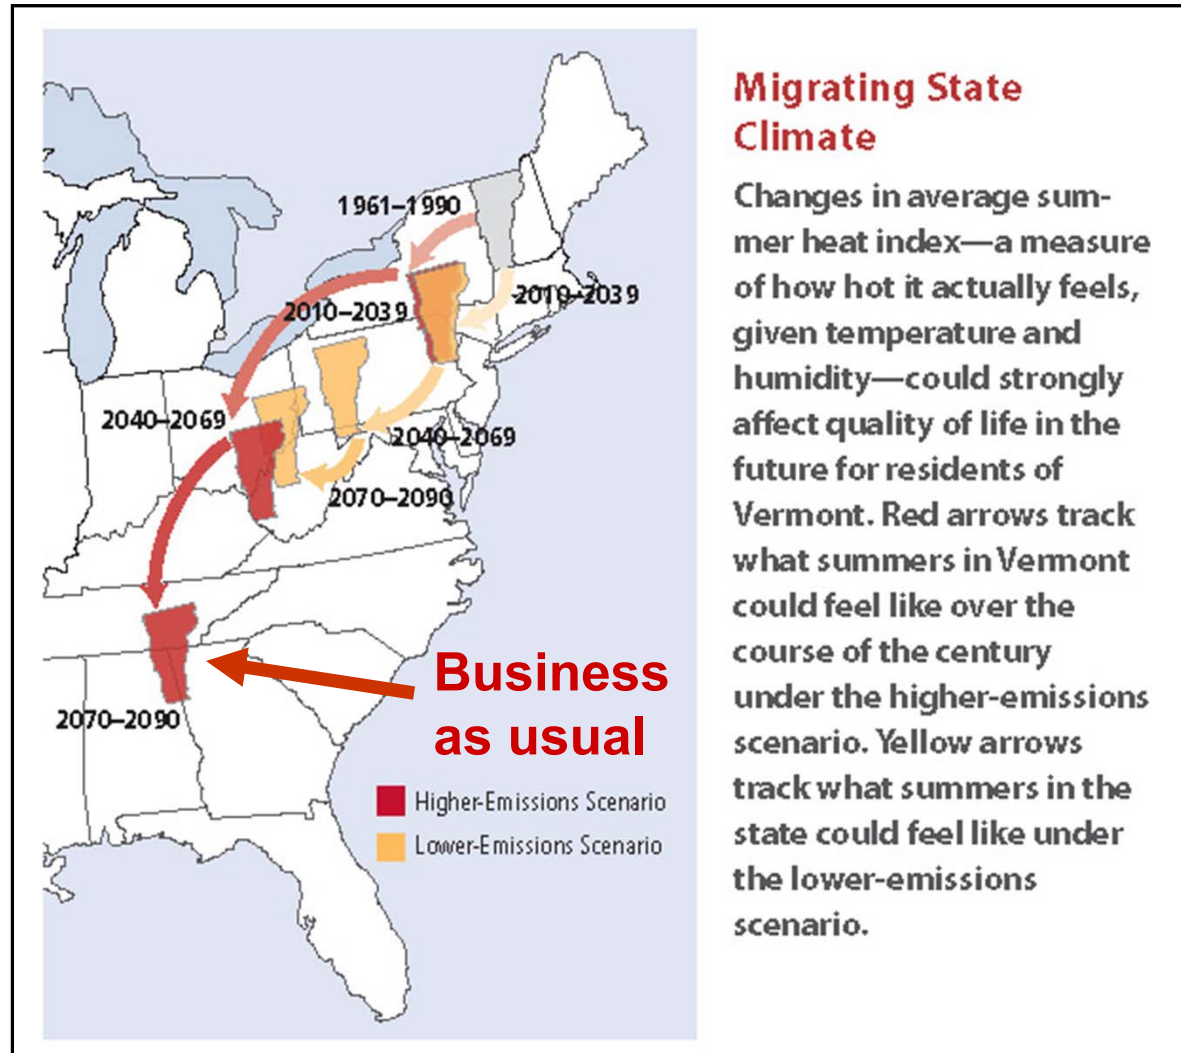 1961–1990
2010–2039
2010–2039
2040–2069
2040–2069
2070–2090
2070–2090
Business
as usual
Higher-Emissions Scenario
Lower-Emissions Scenario
Migrating State
Climate
Changes in average sum-
mer heat index—a measure
of how hot it actually feels,
given temperature and
humidity—could strongly
affect quality of life in the
future for residents of
Vermont. Red arrows track
what summers in Vermont
could feel like over the
course of the century
under the higher-emissions
scenario. Yellow arrows
track what summers in the
state could feel like under
the lower-emissions
scenario.